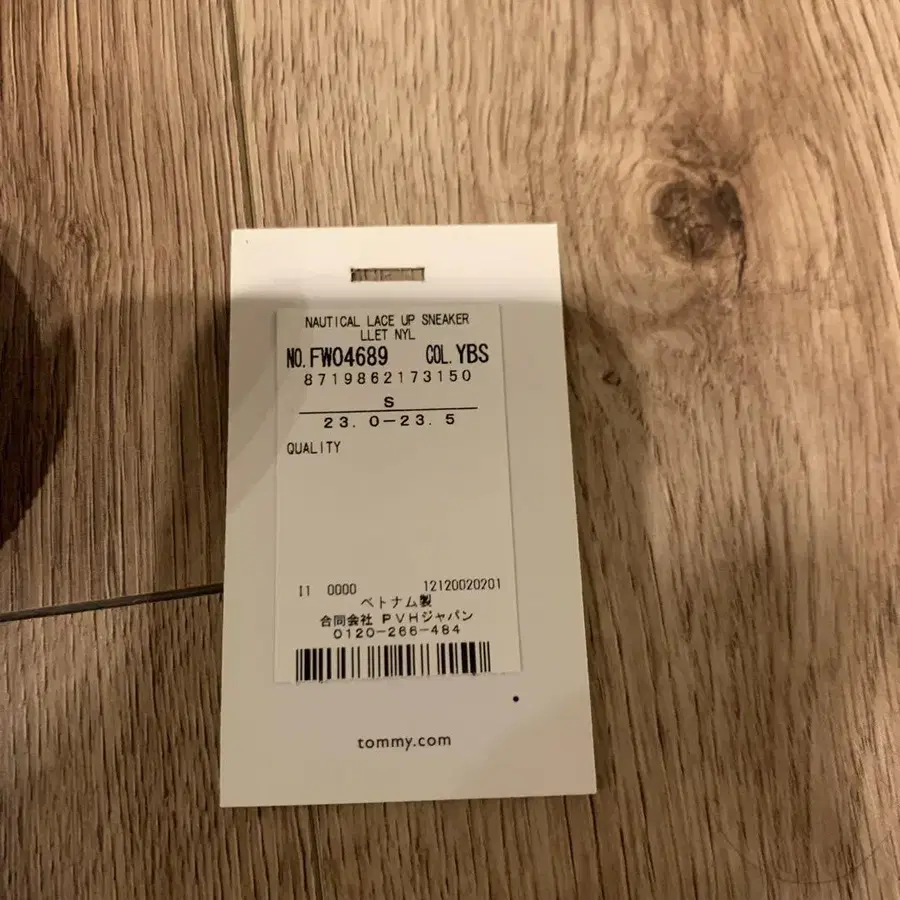 NAUTICAL LACE UP SNEAKER
LLET NYL
NO.FW04689 COL.YBS
8719862173150
S
23.0-23.5
QUALITY
I1 0000 12120020201
ベトナム製
合同会社 PVHジャパン
0120-266-484
tommy.com